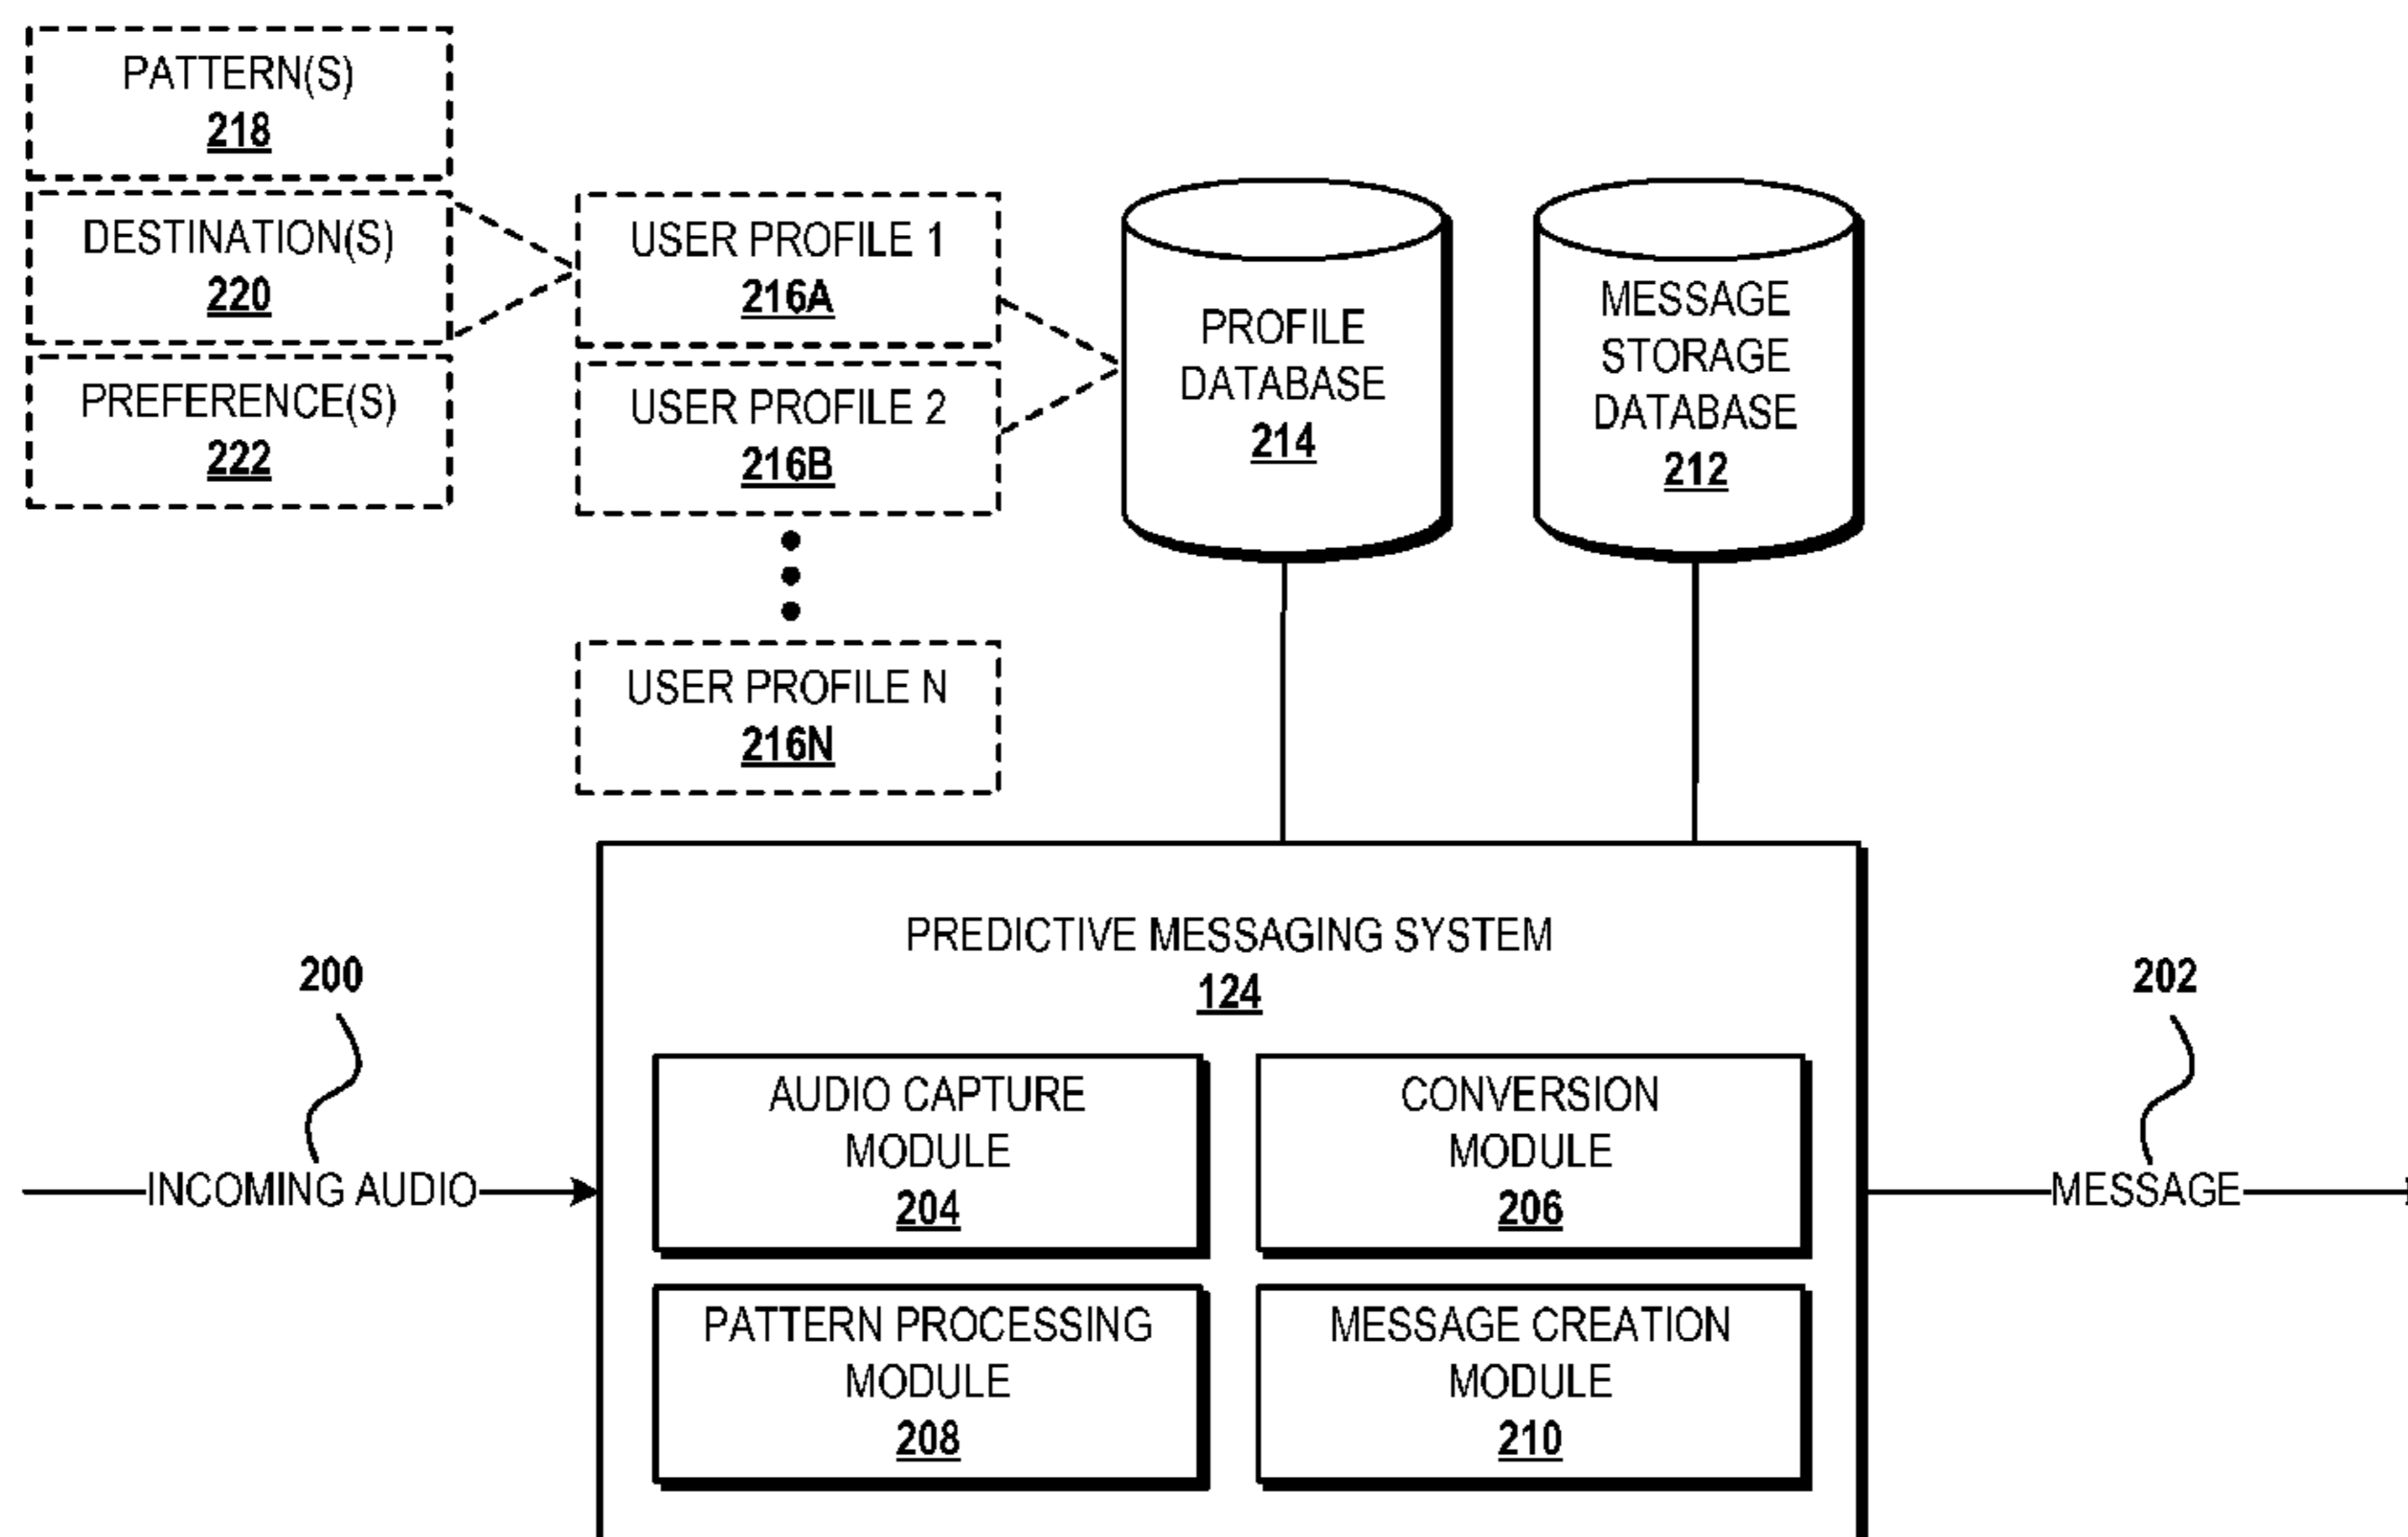 PATTERN(S)
218
DESTINATION(S)
220
PREFERENCE(S)
222
USER PROFILE 1
216A
USER PROFILE 2
216B
USER PROFILE N
216N
PROFILE
DATABASE
214
MESSAGE
STORAGE
DATABASE
212
PREDICTIVE MESSAGING SYSTEM
124
200
INCOMING AUDIO
AUDIO CAPTURE
MODULE
204
CONVERSION
MODULE
206
PATTERN PROCESSING
MODULE
208
MESSAGE CREATION
MODULE
210
202
MESSAGE